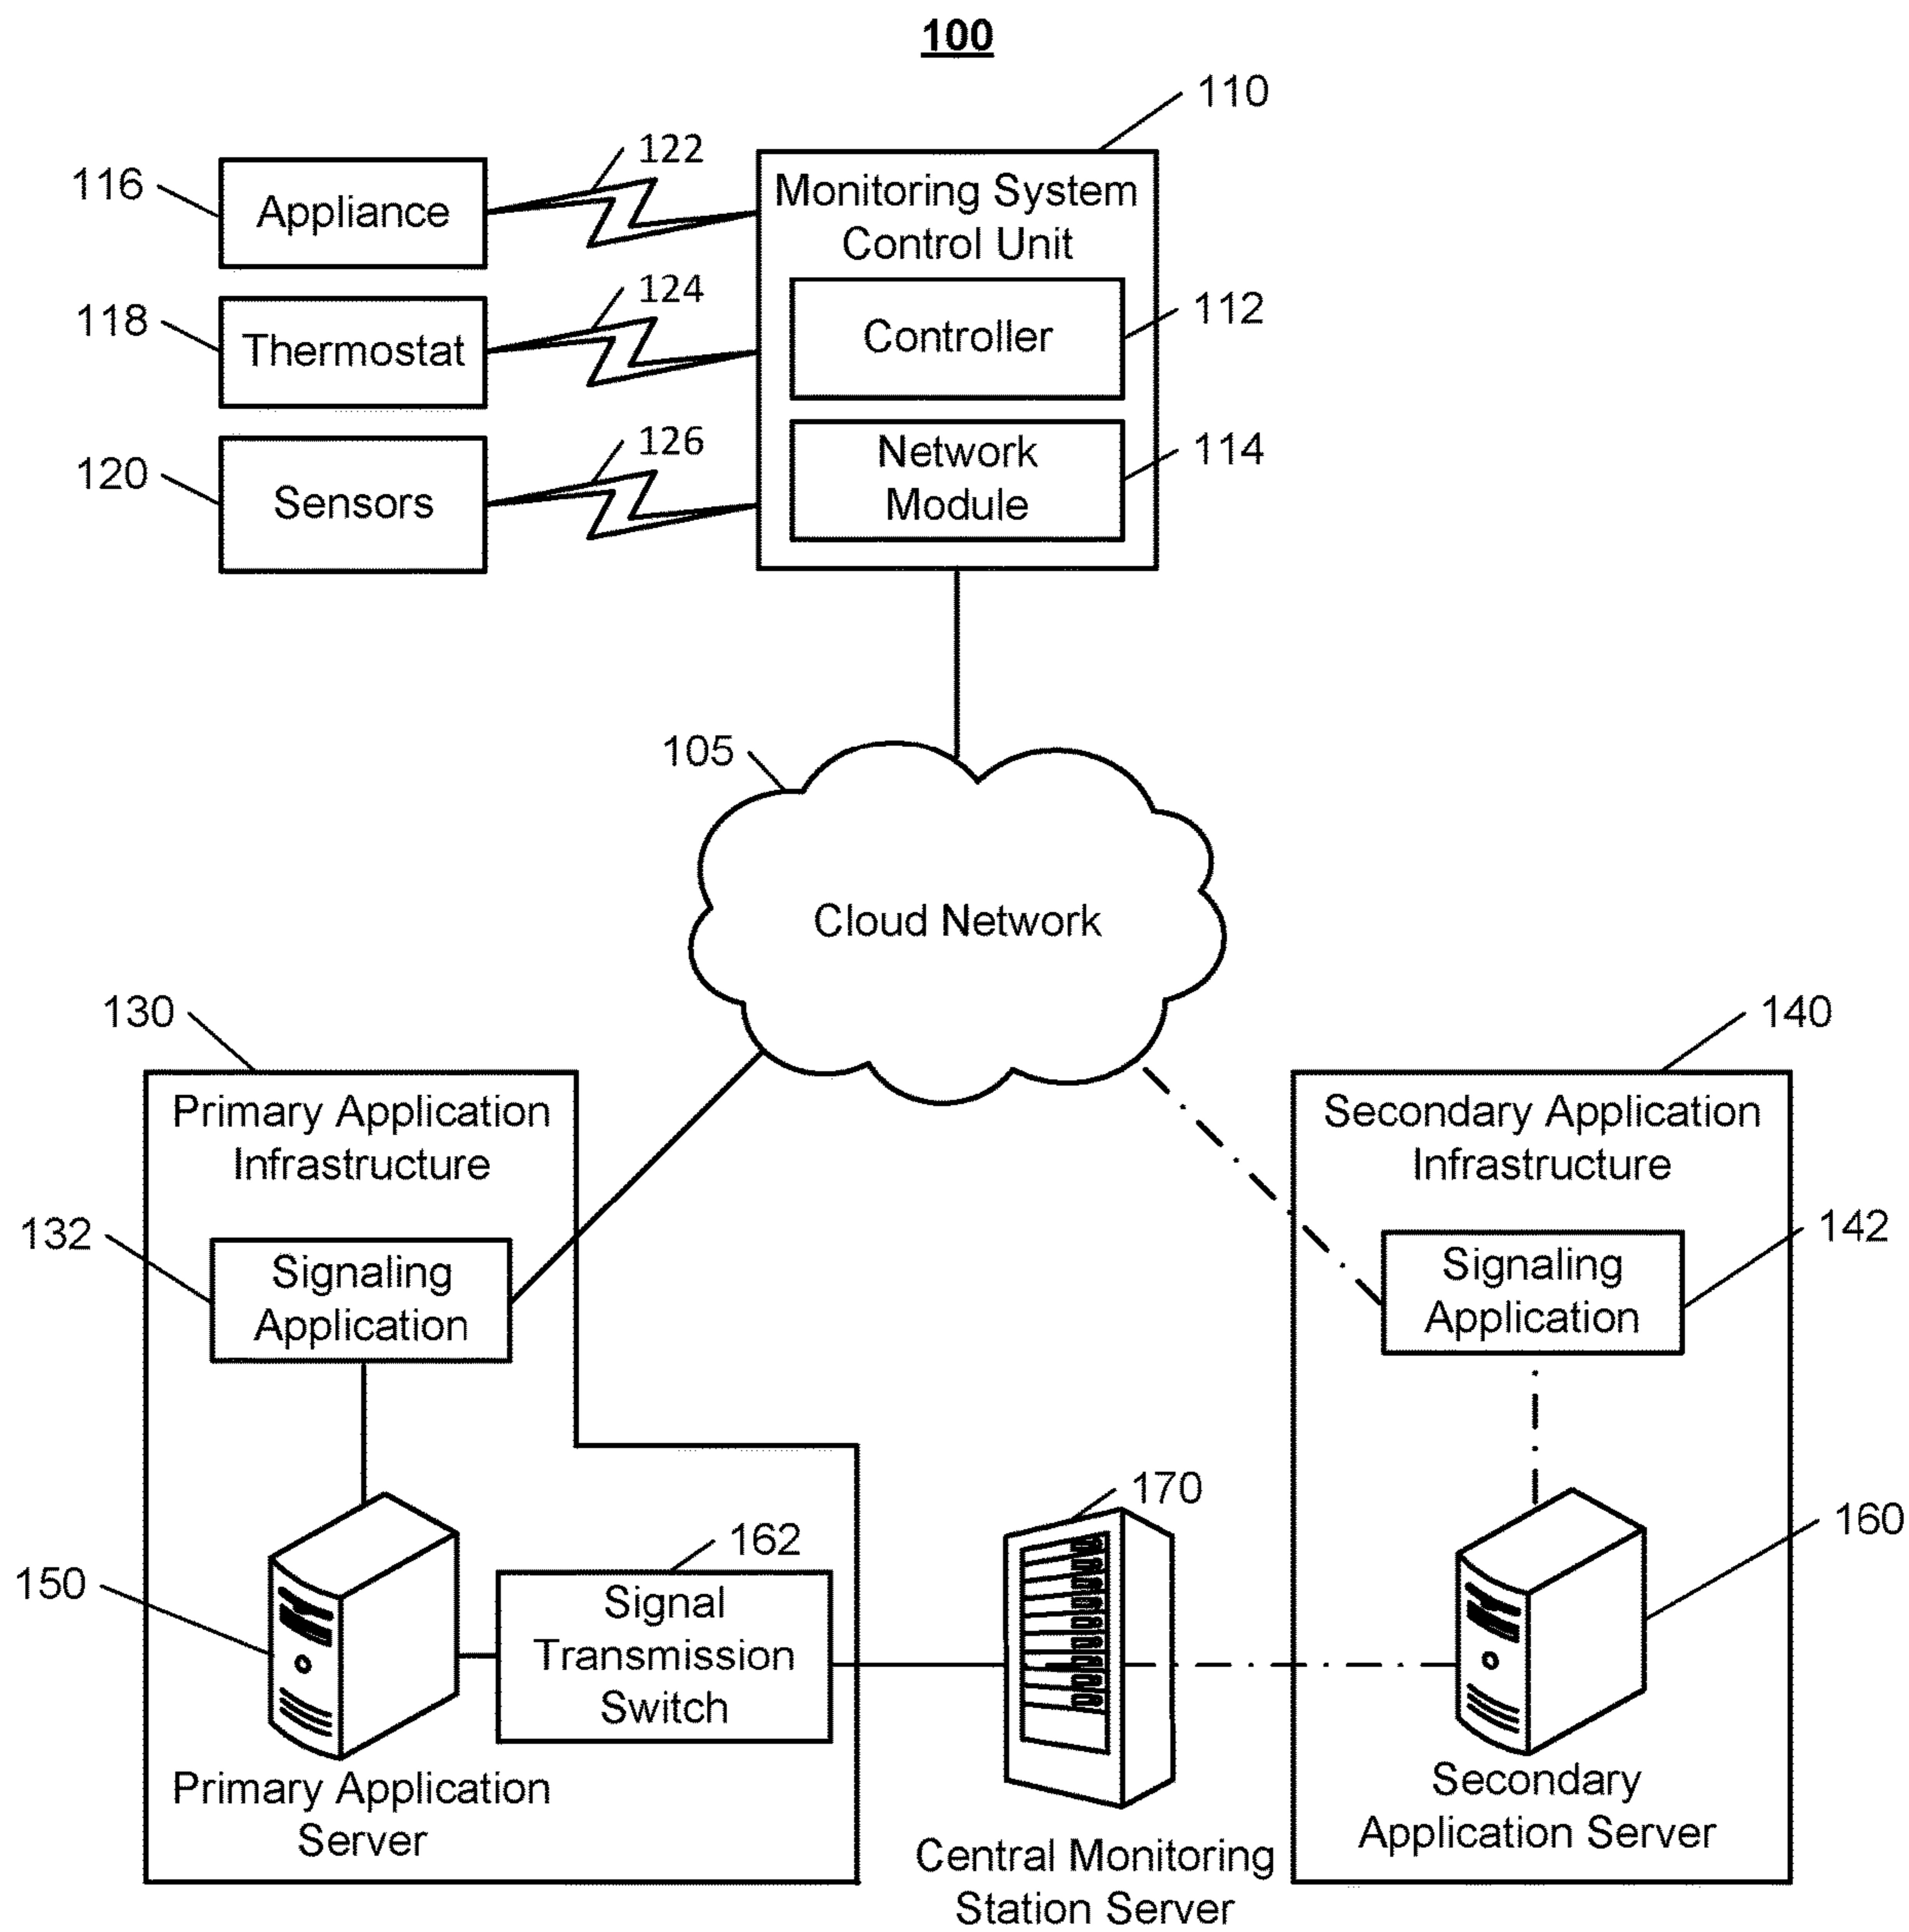 100
110
122
116
Appliance
Monitoring System
Control Unit
124
118
Thermostat
Controller
112
126
120
Sensors
Network
Module
114
105
Cloud Network
130
140
Primary Application
Infrastructure
Secondary Application
Infrastructure
132
Signaling
Application
142
Signaling
Application
170
162
160
150
Signal
Transmission
Switch
Primary Application
Server
Secondary
Application Server
Central Monitoring
Station Server